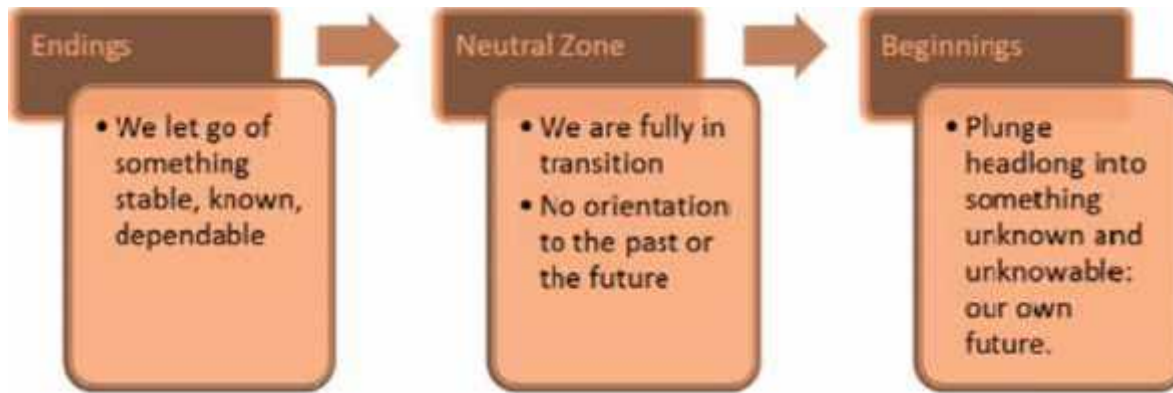 Endings
• We let go of
something
stable, known,
dependable
Neutral Zone
• We are fully in
transition
• No orientation
to the past or
the future
Beginnings
• Plunge
headlong into
something
unknown and
unknowable:
our own
future.